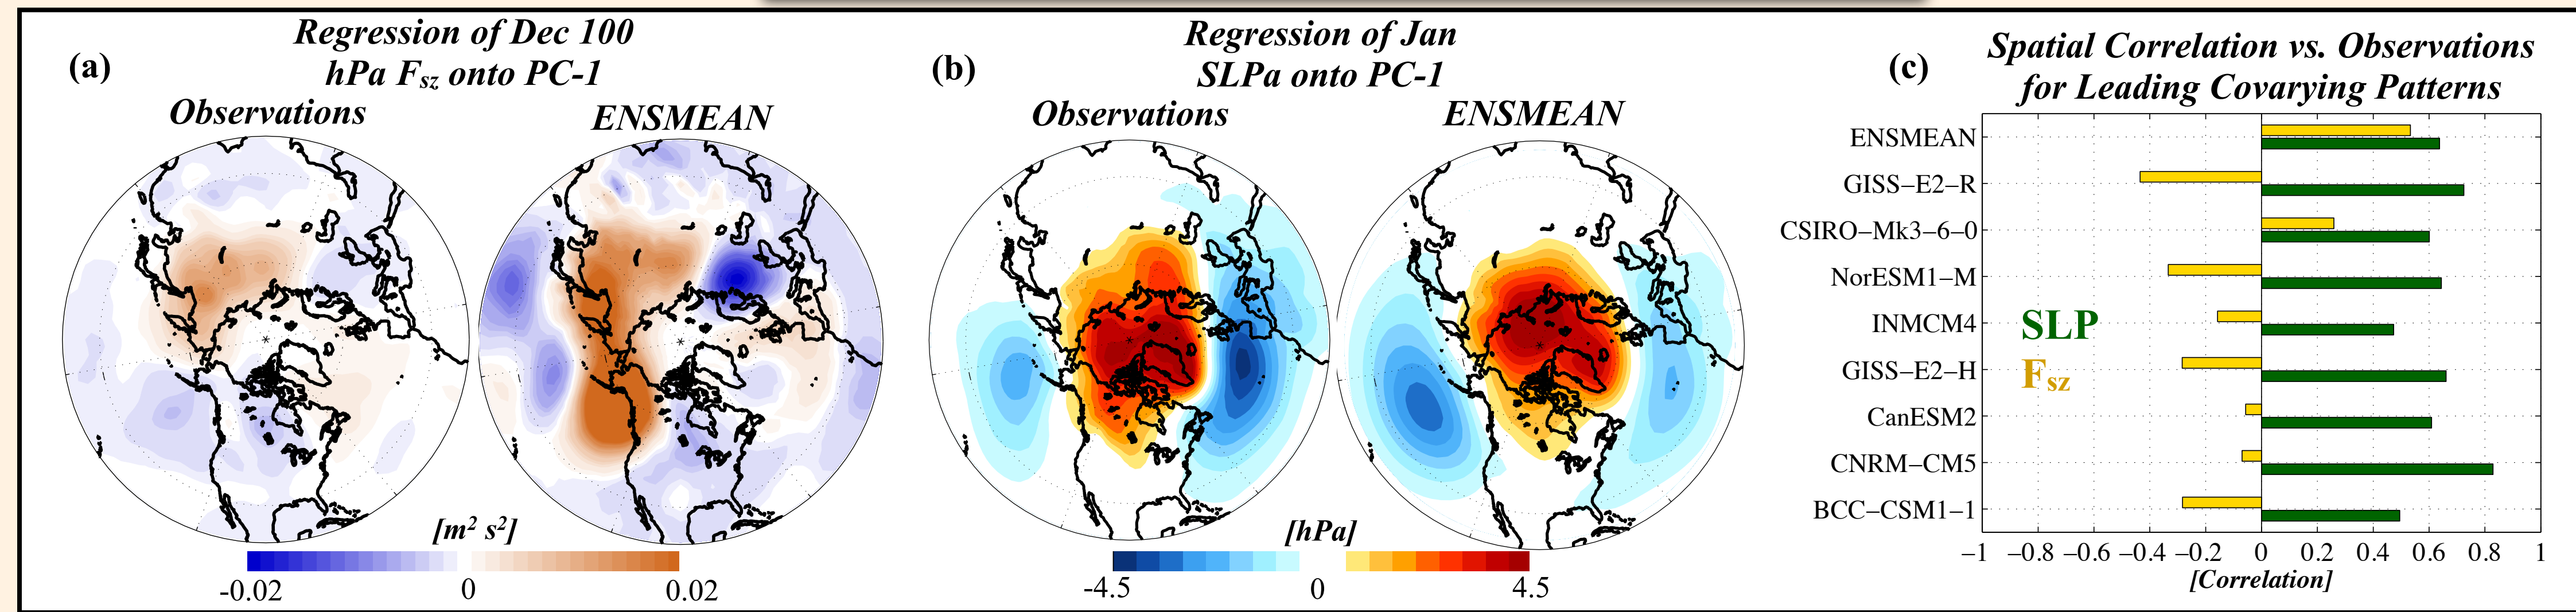 (a)
Regression of Dec 100
hPa Fsz onto PC-1
Observations
ENSMEAN
[m² s²]
-0.02 0 0.02
(b)
Regression of Jan
SLPa onto PC-1
Observations
ENSMEAN
[hPa]
-4.5 0 4.5
(c)
Spatial Correlation vs. Observations
for Leading Covarying Patterns
ENSMEAN
GISS–E2–R
CSIRO–Mk3–6–0
NorESM1–M
INMCM4
GISS–E2–H
CanESM2
CNRM–CM5
BCC–CSM1–1
SLP
Fsz
–1 –0.8 –0.6 –0.4 –0.2 0 0.2 0.4 0.6 0.8 1
[Correlation]